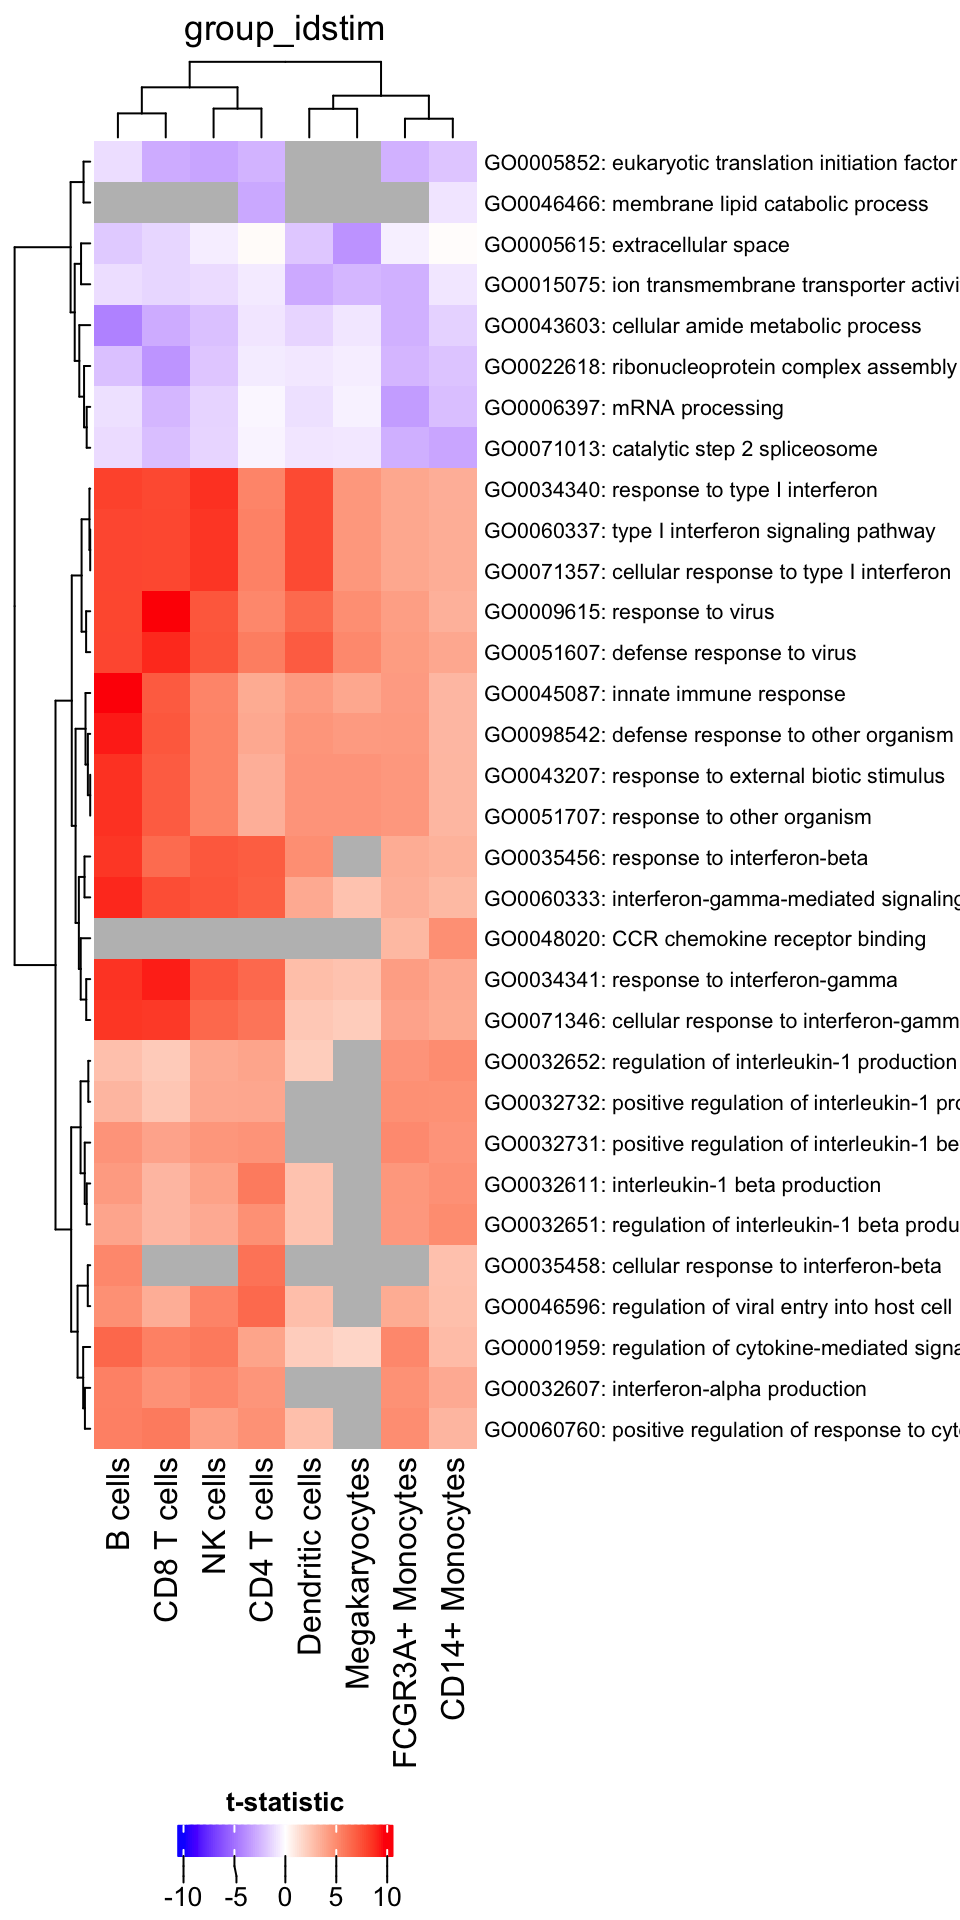 group_idstim
GO0005852: eukaryotic translation initiation factor
GO0046466: membrane lipid catabolic process
GO0005615: extracellular space
GO0015075: ion transmembrane transporter activi
GO0043603: cellular amide metabolic process
GO0022618: ribonucleoprotein complex assembly
GO0006397: mRNA processing
GO0071013: catalytic step 2 spliceosome
GO0034340: response to type I interferon
GO0060337: type I interferon signaling pathway
GO0071357: cellular response to type I interferon
GO0009615: response to virus
GO0051607: defense response to virus
GO0045087: innate immune response
GO0098542: defense response to other organism
GO0043207: response to external biotic stimulus
GO0051707: response to other organism
GO0035456: response to interferon-beta
GO0060333: interferon-gamma-mediated signaling
GO0048020: CCR chemokine receptor binding
GO0034341: response to interferon-gamma
GO0071346: cellular response to interferon-gamm
GO0032652: regulation of interleukin-1 production
GO0032732: positive regulation of interleukin-1 pro
GO0032731: positive regulation of interleukin-1 be
GO0032611: interleukin-1 beta production
GO0032651: regulation of interleukin-1 beta produ
GO0035458: cellular response to interferon-beta
GO0046596: regulation of viral entry into host cell
GO0001959: regulation of cytokine-mediated signa
GO0032607: interferon-alpha production
GO0060760: positive regulation of response to cyt
B cells
CD8 T cells
NK cells
CD4 T cells
Dendritic cells
Megakaryocytes
FCGR3A+ Monocytes
CD14+ Monocytes
t-statistic
-10 -5 0 5 10